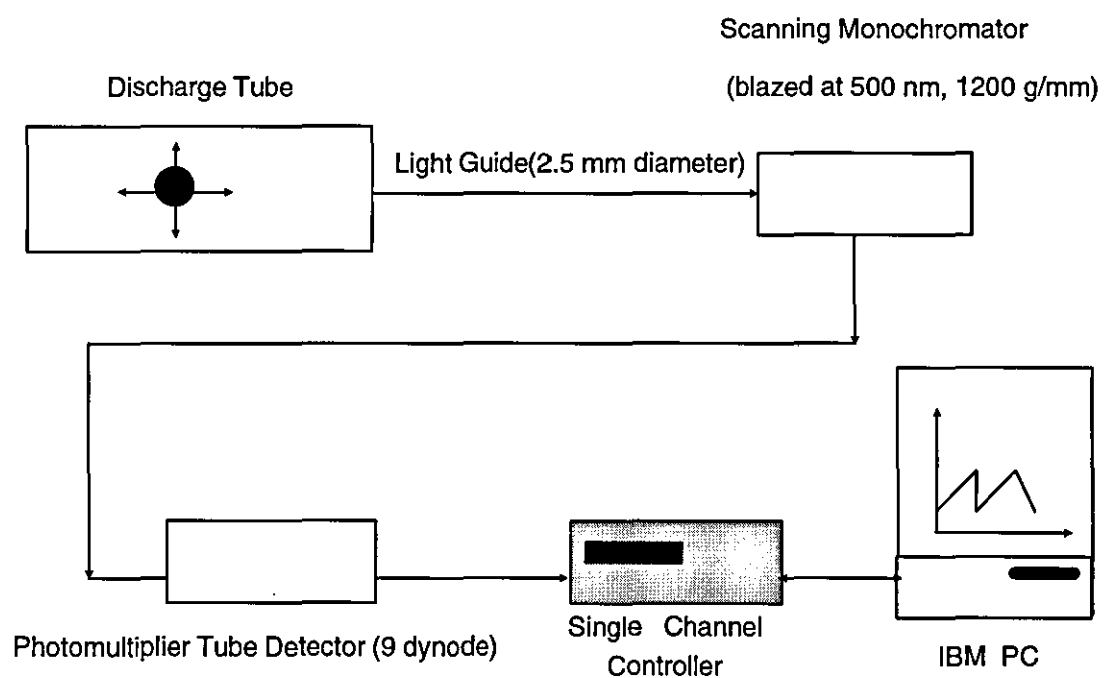 Scanning Monochromator
Discharge Tube
(blazed at 500 nm, 1200 g/mm)
Light Guide(2.5 mm diameter)
Photomultiplier Tube Detector (9 dynode)
Single Channel
Controller
IBM PC